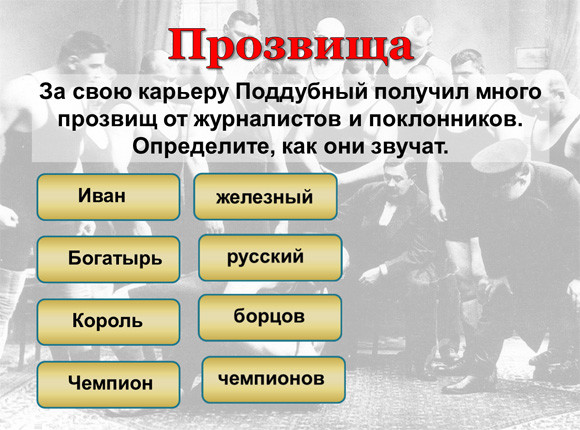 Прозвища
За свою карьеру Поддубный получил много
прозвищ от журналистов и поклонников.
Определите, как они звучат.
Иван железный
Богатырь русский
Король борцов
Чемпион чемпионов